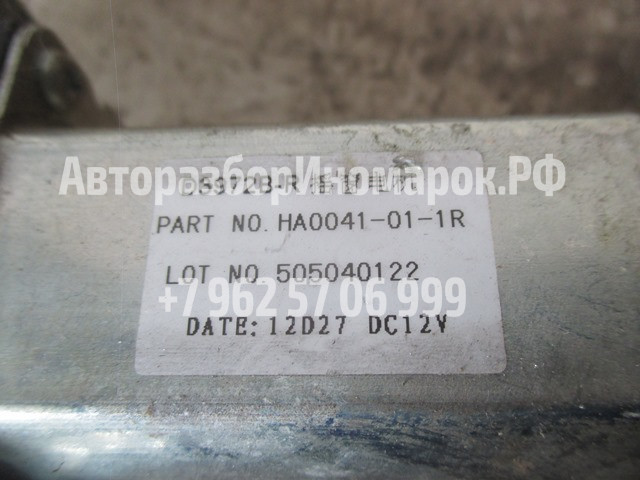 АвторазборИномарок.РФ
PART NO. HA0041-01-1R
LOT NO. 505040122
+7 962 57 06 999
DATE: 12D27 DC12V